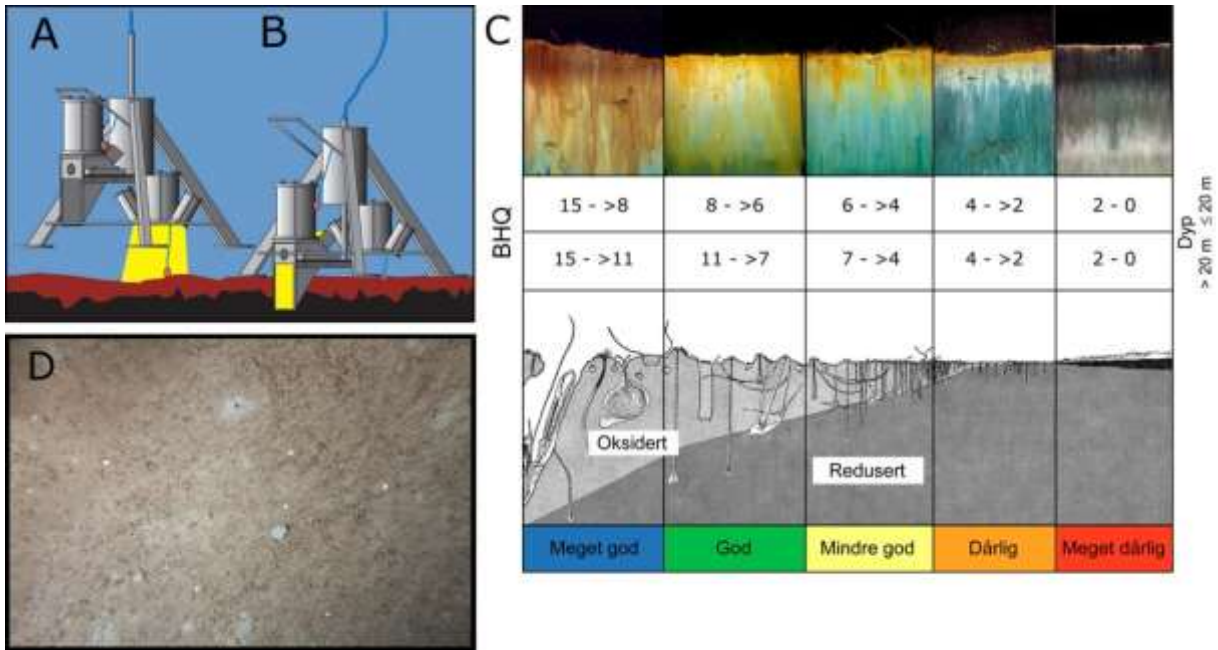 A
B
C
BHQ
15 - >8
8 - >6
6 - >4
4 - >2
2 - 0
15 - >11
11 - >7
7 - >4
4 - >2
2 - 0
Dyp
> 20 m ≤ 20 m
Oksidert
Redusert
Meget god
God
Mindre god
Dårlig
Meget dårlig
D